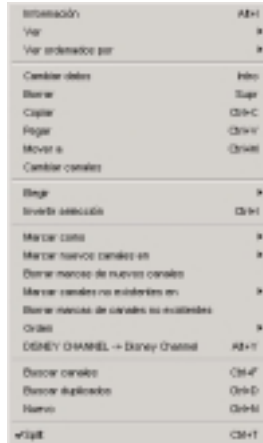 Información Alt+I
Ver
Ver ordenados por
Cambiar datos Intro
Borrar Supr
Copiar Ctrl+C
Pegar Ctrl+V
Mover a Ctrl+M
Cambiar canales
Elegir
Invertir selección Ctrl+I
Marcar como
Marcar nuevos canales en
Borrar marcas de nuevos canales
Marcar canales no existentes en
Borrar marcas de canales no existentes
Orden
DISNEY CHANNEL -> Disney Channel Alt+Y
Buscar canales Ctrl+F
Buscar duplicados Ctrl+D
Nuevo Ctrl+N
Split Ctrl+T